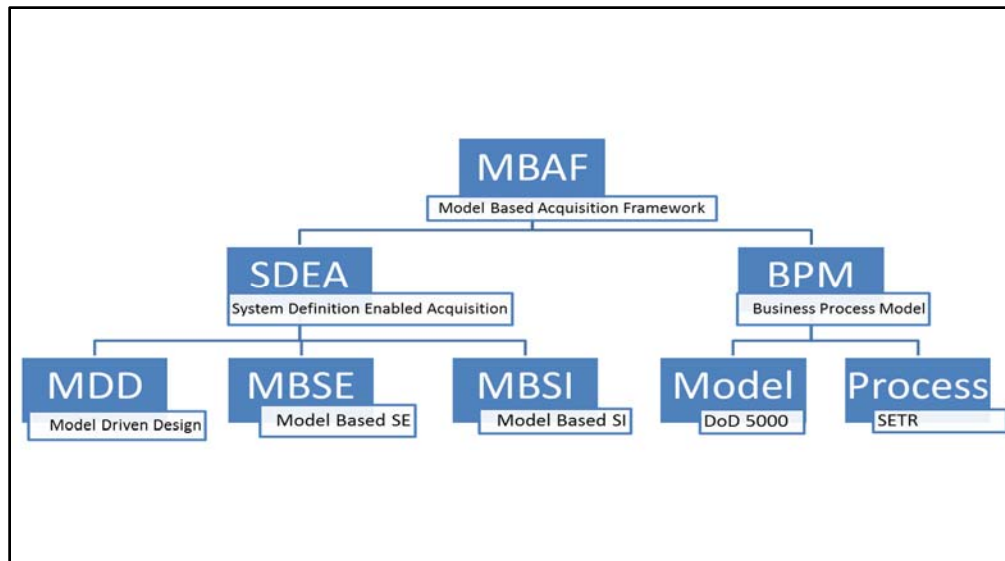 MBAF
Model Based Acquisition Framework
SDEA
System Definition Enabled Acquisition
BPM
Business Process Model
MDD
Model Driven Design
MBSE
Model Based SE
MBSI
Model Based SI
Model
DoD 5000
Process
SETR